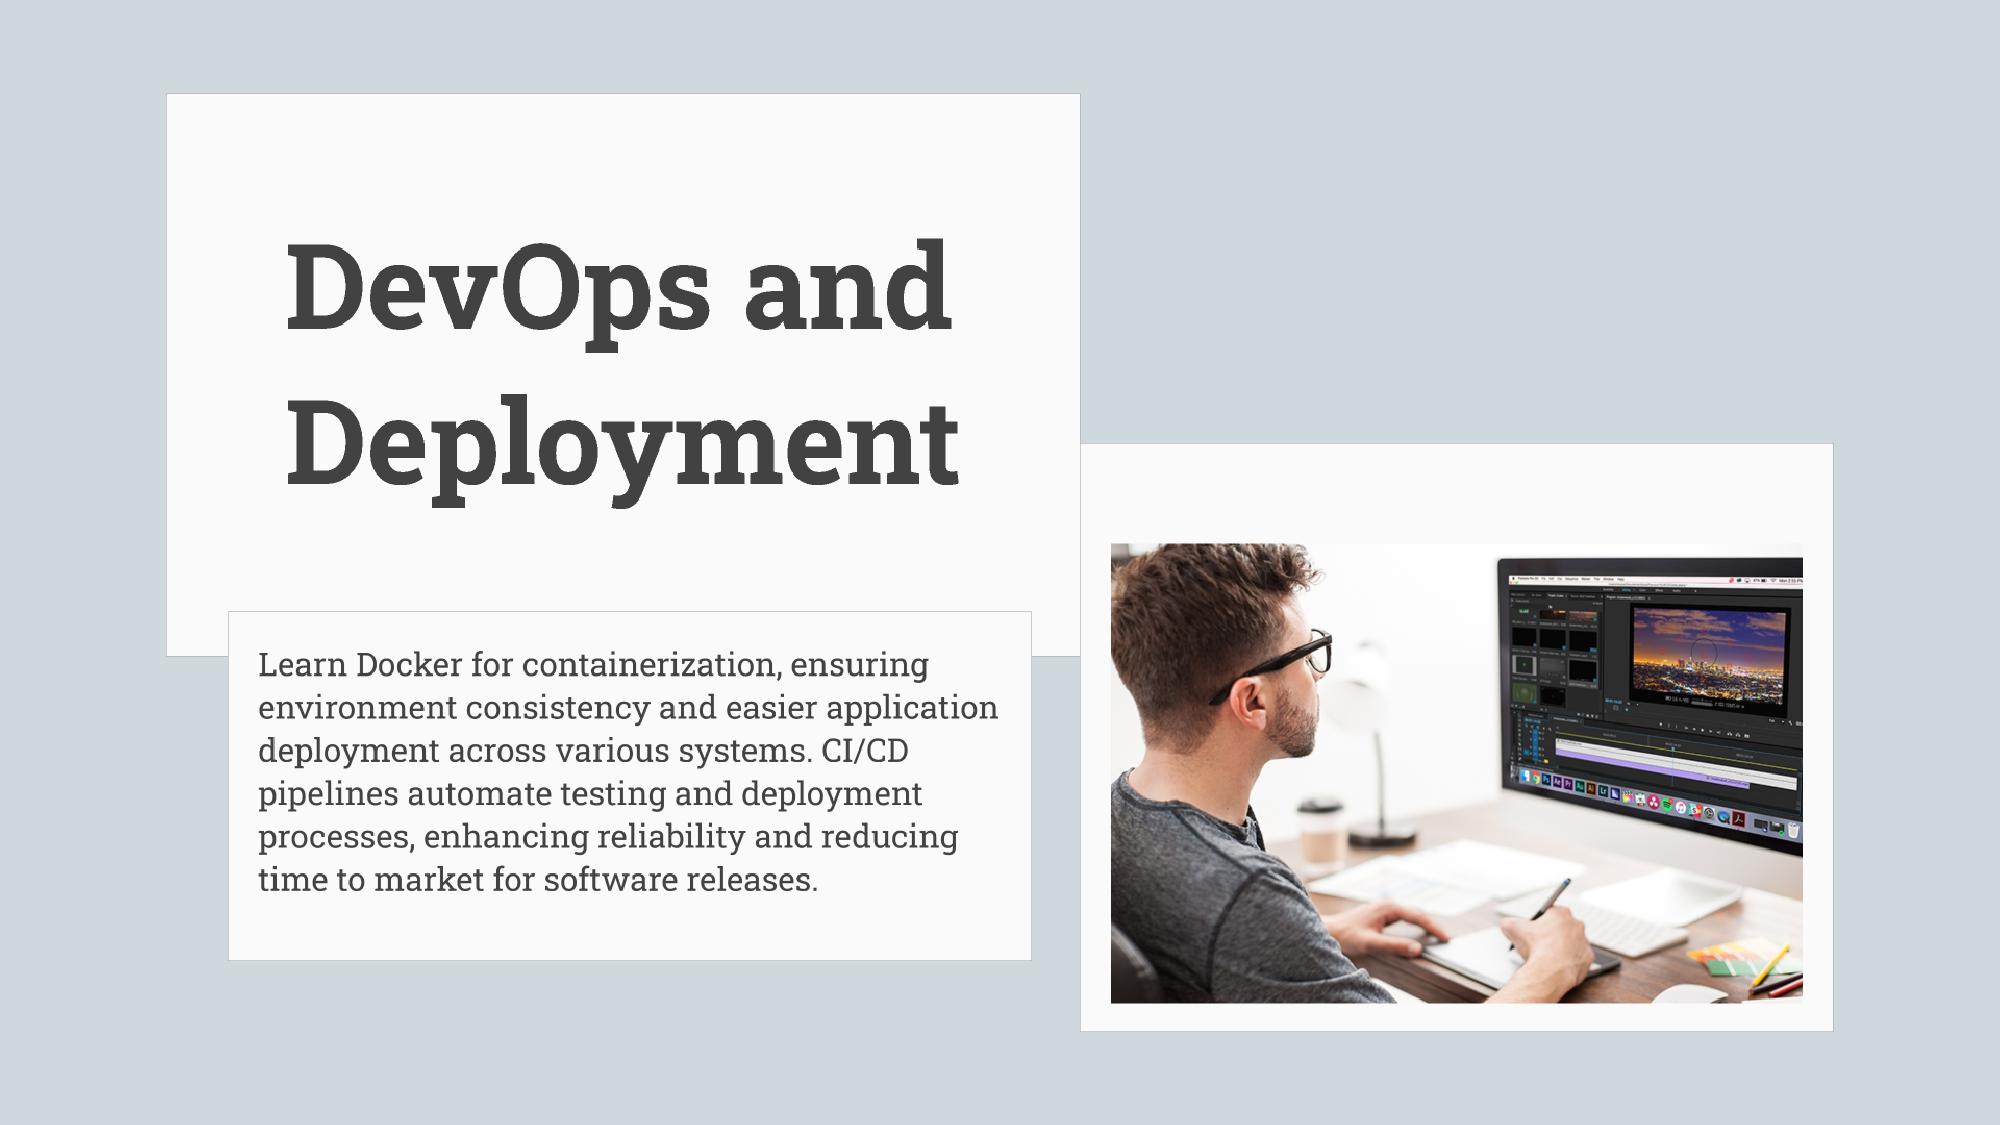 DevOps and
Deployment
Learn Docker for containerization, ensuring
environment consistency and easier application
deployment across various systems. CI/CD
pipelines automate testing and deployment
processes, enhancing reliability and reducing
time to market for software releases.